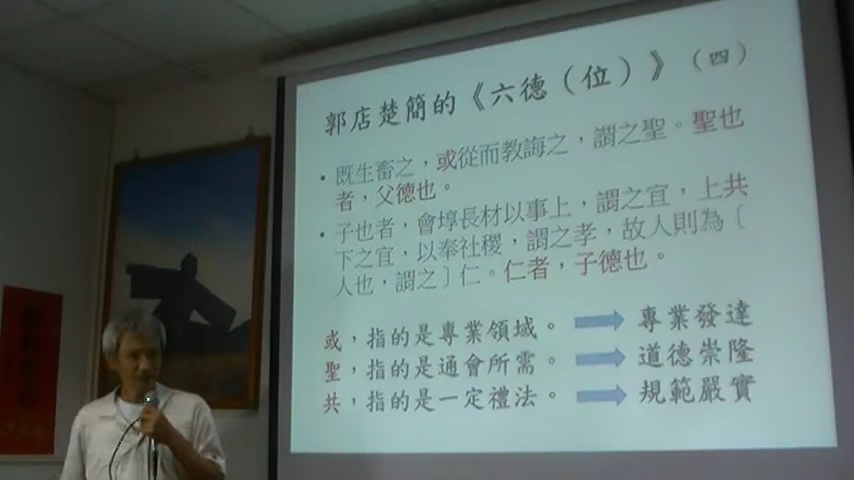 郭店楚簡的《六德（位）》（四）
• 既生畜之，或從而教誨之，謂之聖。聖也
者，父德也。
• 子也者，會埻長材以事上，謂之宜，上共
下之宜，以奉社稷，謂之孝，故人則為〔
人也，謂之〕仁。仁者，子德也。
或，指的是專業領域。 → 專業發達
聖，指的是通會所需。 → 道德崇隆
共，指的是一定禮法。 → 規範嚴實